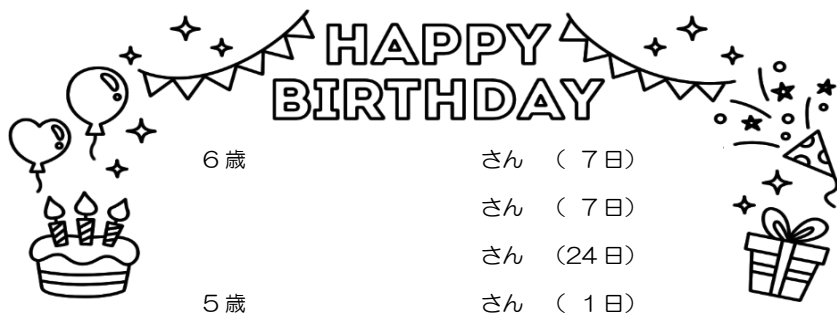 HAPPY
BIRTHDAY
6歳 さん （ 7日）
さん （ 7日）
さん （24日）
5歳 さん （ 1日）